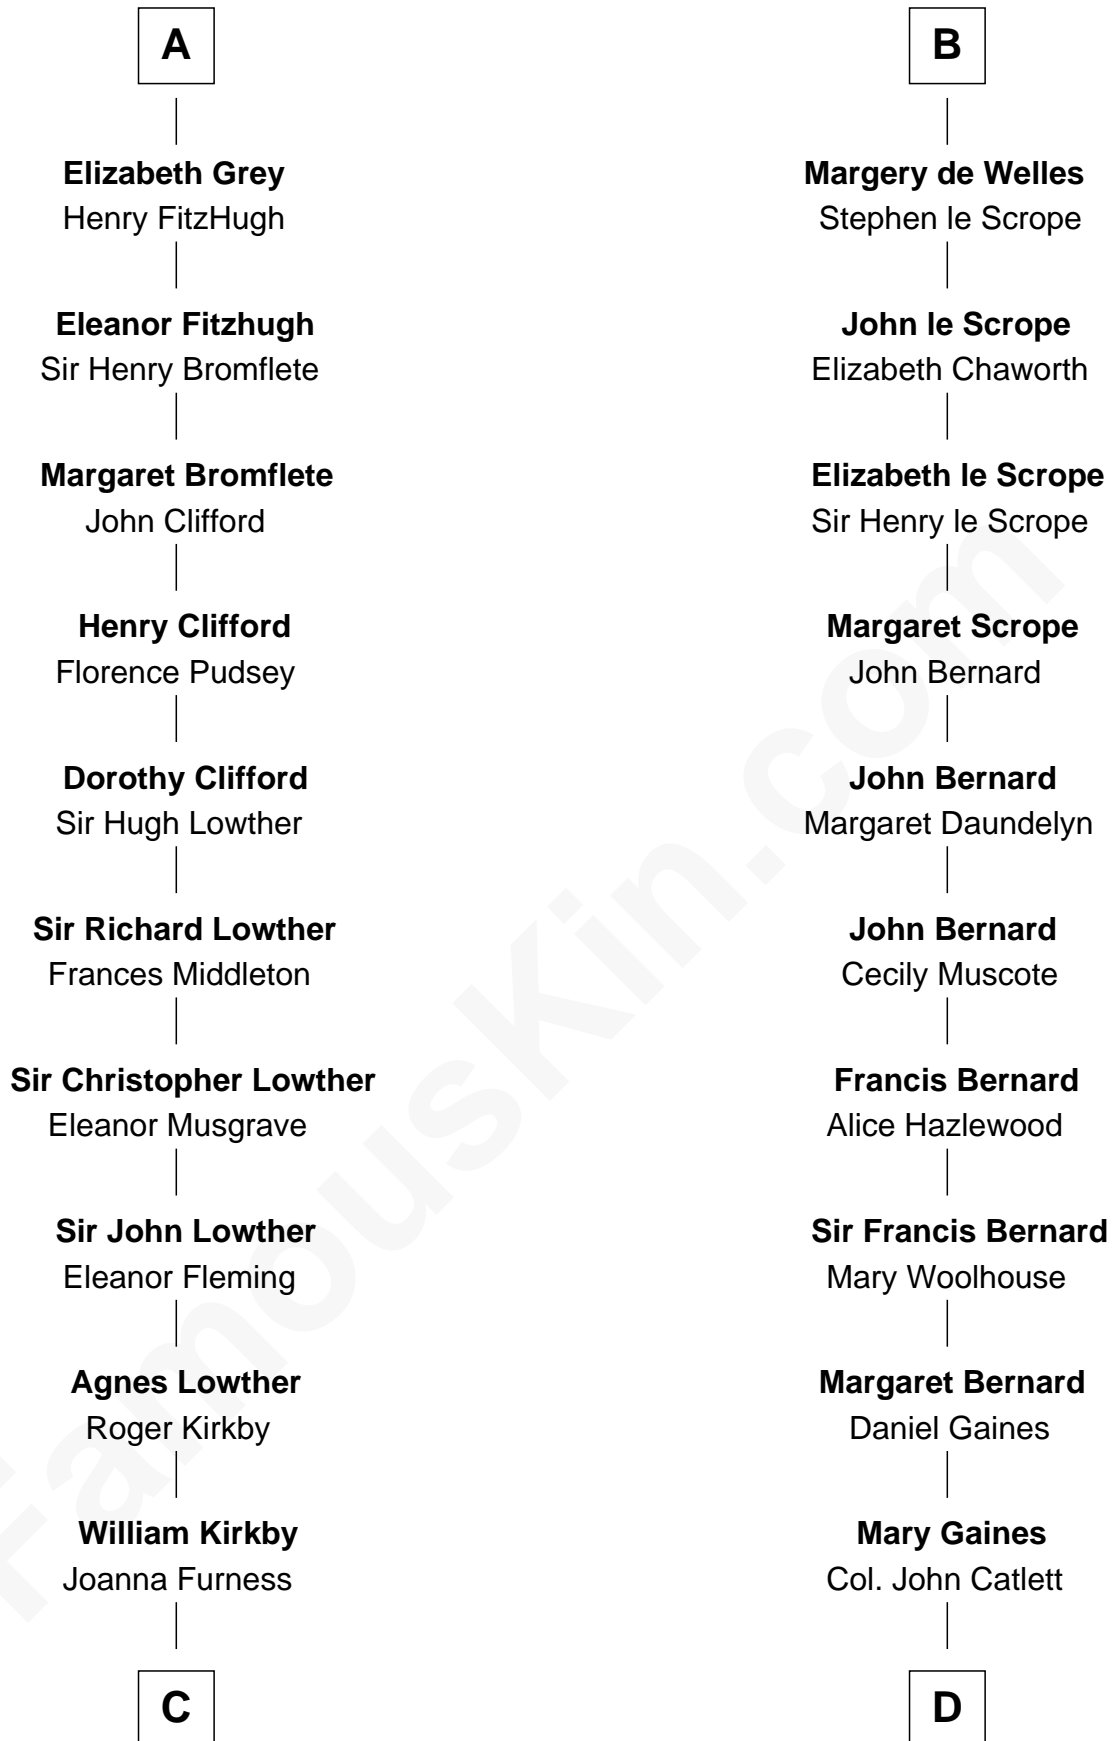 A
Elizabeth Grey
Henry FitzHugh
Eleanor Fitzhugh
Sir Henry Bromflete
Margaret Bromflete
John Clifford
Henry Clifford
Florence Pudsey
Dorothy Clifford
Sir Hugh Lowther
Sir Richard Lowther
Frances Middleton
Sir Christopher Lowther
Eleanor Musgrave
Sir John Lowther
Eleanor Fleming
Agnes Lowther
Roger Kirkby
William Kirkby
Joanna Furness
C
B
Margery de Welles
Stephen le Scrope
John le Scrope
Elizabeth Chaworth
Elizabeth le Scrope
Sir Henry le Scrope
Margaret Scrope
John Bernard
John Bernard
Margaret Daundelyn
John Bernard
Cecily Muscote
Francis Bernard
Alice Hazlewood
Sir Francis Bernard
Mary Woolhouse
Margaret Bernard
Daniel Gaines
Mary Gaines
Col. John Catlett
D
FamousKin.com